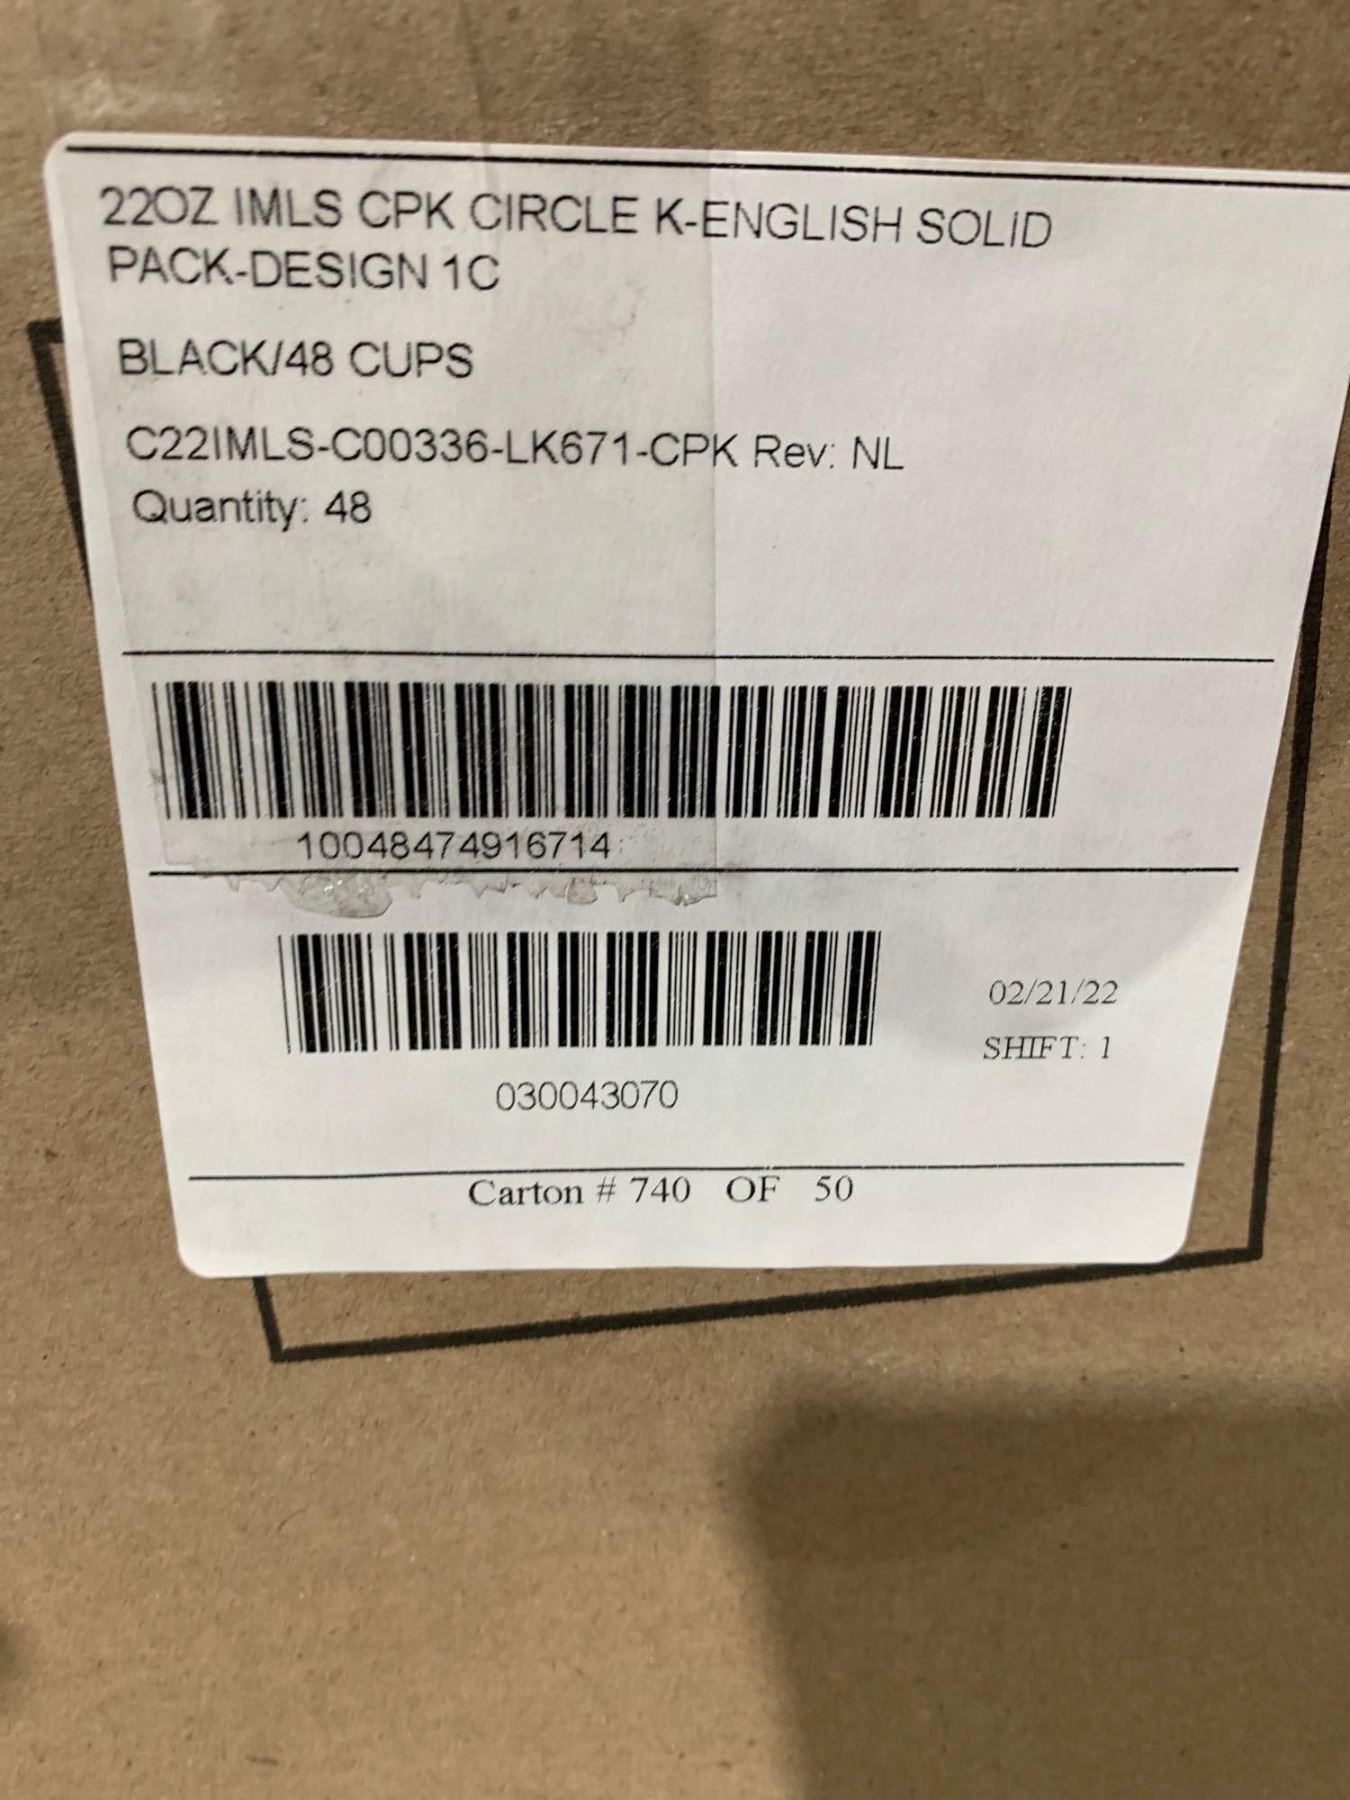 22OZ IMLS CPK CIRCLE K-ENGLISH SOLID
PACK-DESIGN 1C
BLACK/48 CUPS
C22IMLS-C00336-LK671-CPK Rev: NL
Quantity: 48
10048474916714
030043070
02/21/22
SHIFT: 1
Carton # 740 OF 50